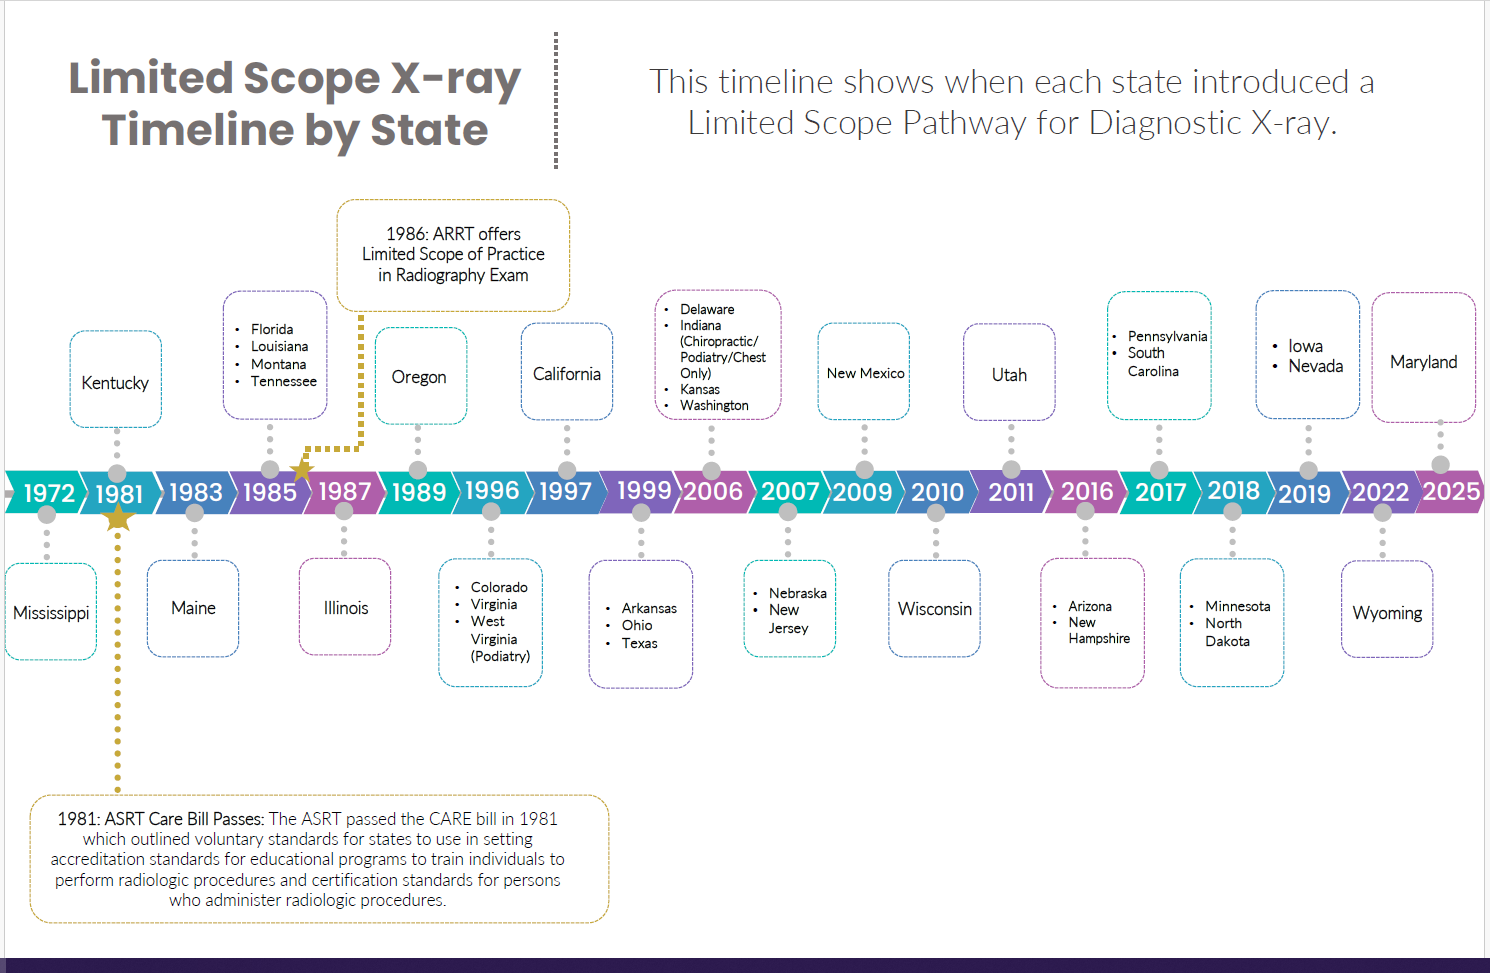 Limited Scope X-ray
Timeline by State
This timeline shows when each state introduced a
Limited Scope Pathway for Diagnostic X-ray.
1986: ARRT offers
Limited Scope of Practice
in Radiography Exam
Kentucky
• Florida
• Louisiana
• Montana
• Tennessee
Oregon
California
• Delaware
• Indiana
(Chiropractic/
Podiatry/Chest
Only)
• Kansas
• Washington
New Mexico
Utah
• Pennsylvania
• South
Carolina
• Iowa
• Nevada
Maryland
1972 1981 1983 1985 1987 1989 1996 1997 1999 2006 2007 2009 2010 2011 2016 2017 2018 2019 2022 2025
Mississippi
Maine
Illinois
• Colorado
• Virginia
• West
Virginia
(Podiatry)
• Arkansas
• Ohio
• Texas
• Nebraska
• New
Jersey
Wisconsin
• Arizona
• New
Hampshire
• Minnesota
• North
Dakota
Wyoming
1981: ASRT Care Bill Passes: The ASRT passed the CARE bill in 1981
which outlined voluntary standards for states to use in setting
accreditation standards for educational programs to train individuals to
perform radiologic procedures and certification standards for persons
who administer radiologic procedures.